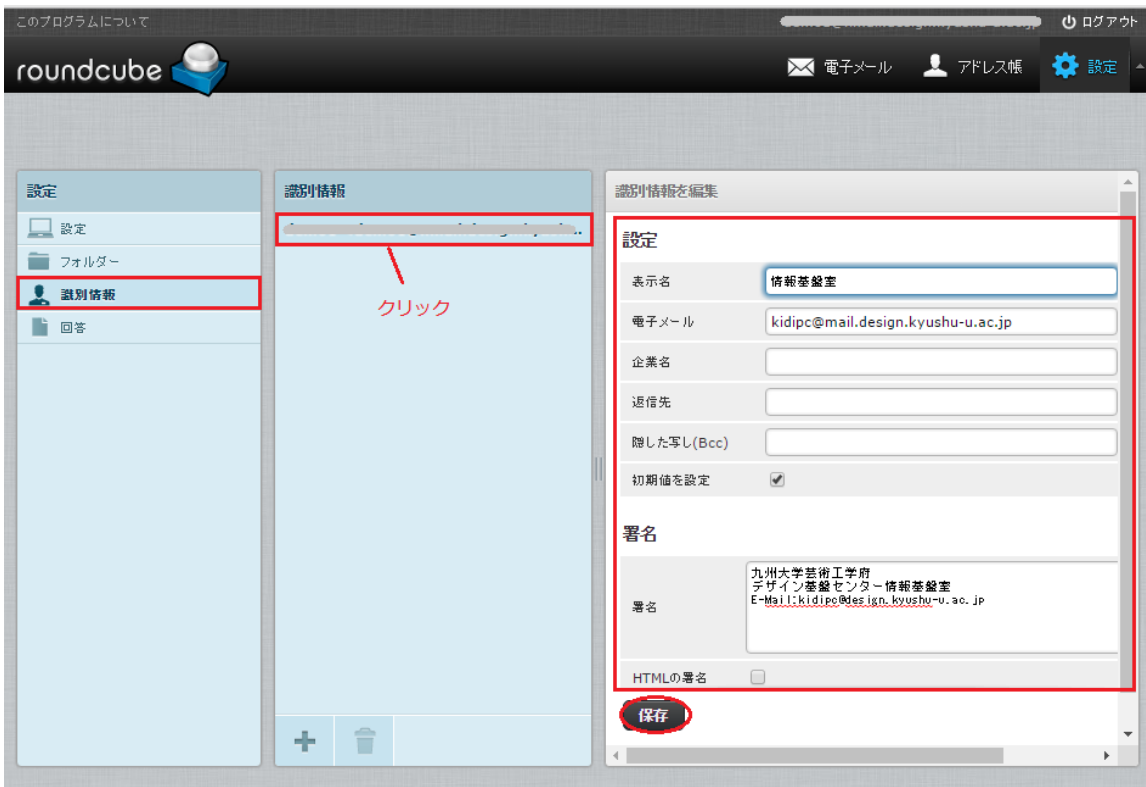 このプログラムについて
ログアウト
roundcube
電子メール
アドレス帳
設定
設定
設定
フォルダー
識別情報
回答
識別情報
クリック
識別情報を編集
設定
表示名 情報基盤室
電子メール kidipc@mail.design.kyushu-u.ac.jp
企業名
返信先
隠した写し(Bcc)
初期値を設定
署名
署名
九州大学芸術工学府
デザイン基盤センター情報基盤室
E-Mail:kidipc@design.kyushu-u.ac.jp
HTMLの署名
保存